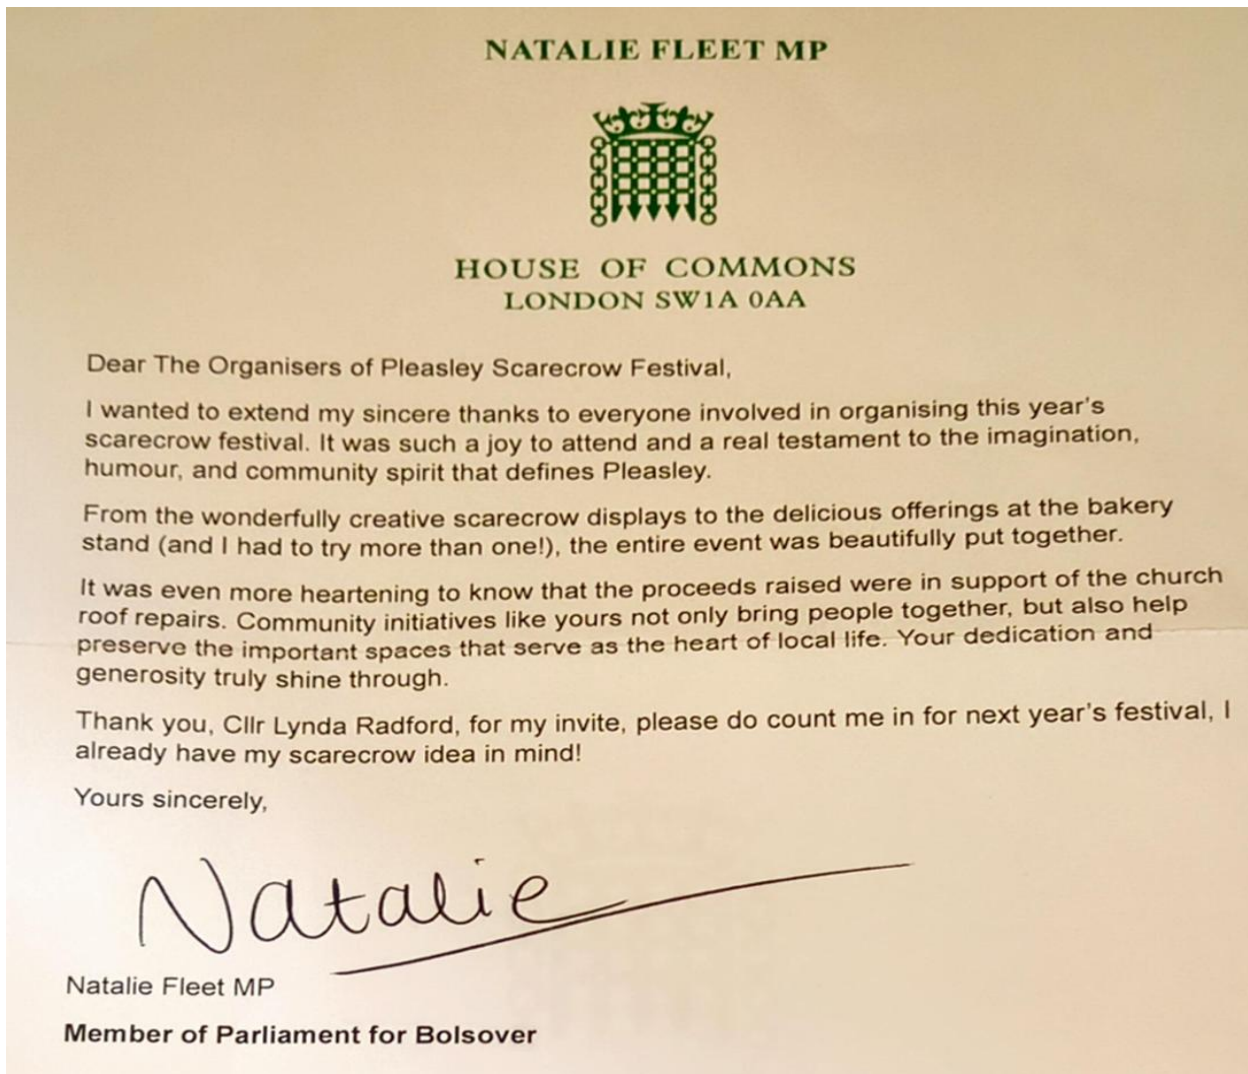 NATALIE FLEET MP
HOUSE OF COMMONS
LONDON SW1A 0AA
Dear The Organisers of Pleasley Scarecrow Festival,
I wanted to extend my sincere thanks to everyone involved in organising this year's
scarecrow festival. It was such a joy to attend and a real testament to the imagination,
humour, and community spirit that defines Pleasley.
From the wonderfully creative scarecrow displays to the delicious offerings at the bakery
stand (and I had to try more than one!), the entire event was beautifully put together.
It was even more heartening to know that the proceeds raised were in support of the church
roof repairs. Community initiatives like yours not only bring people together, but also help
preserve the important spaces that serve as the heart of local life. Your dedication and
generosity truly shine through.
Thank you, Cllr Lynda Radford, for my invite, please do count me in for next year's festival, I
already have my scarecrow idea in mind!
Yours sincerely,
Natalie
Natalie Fleet MP
Member of Parliament for Bolsover